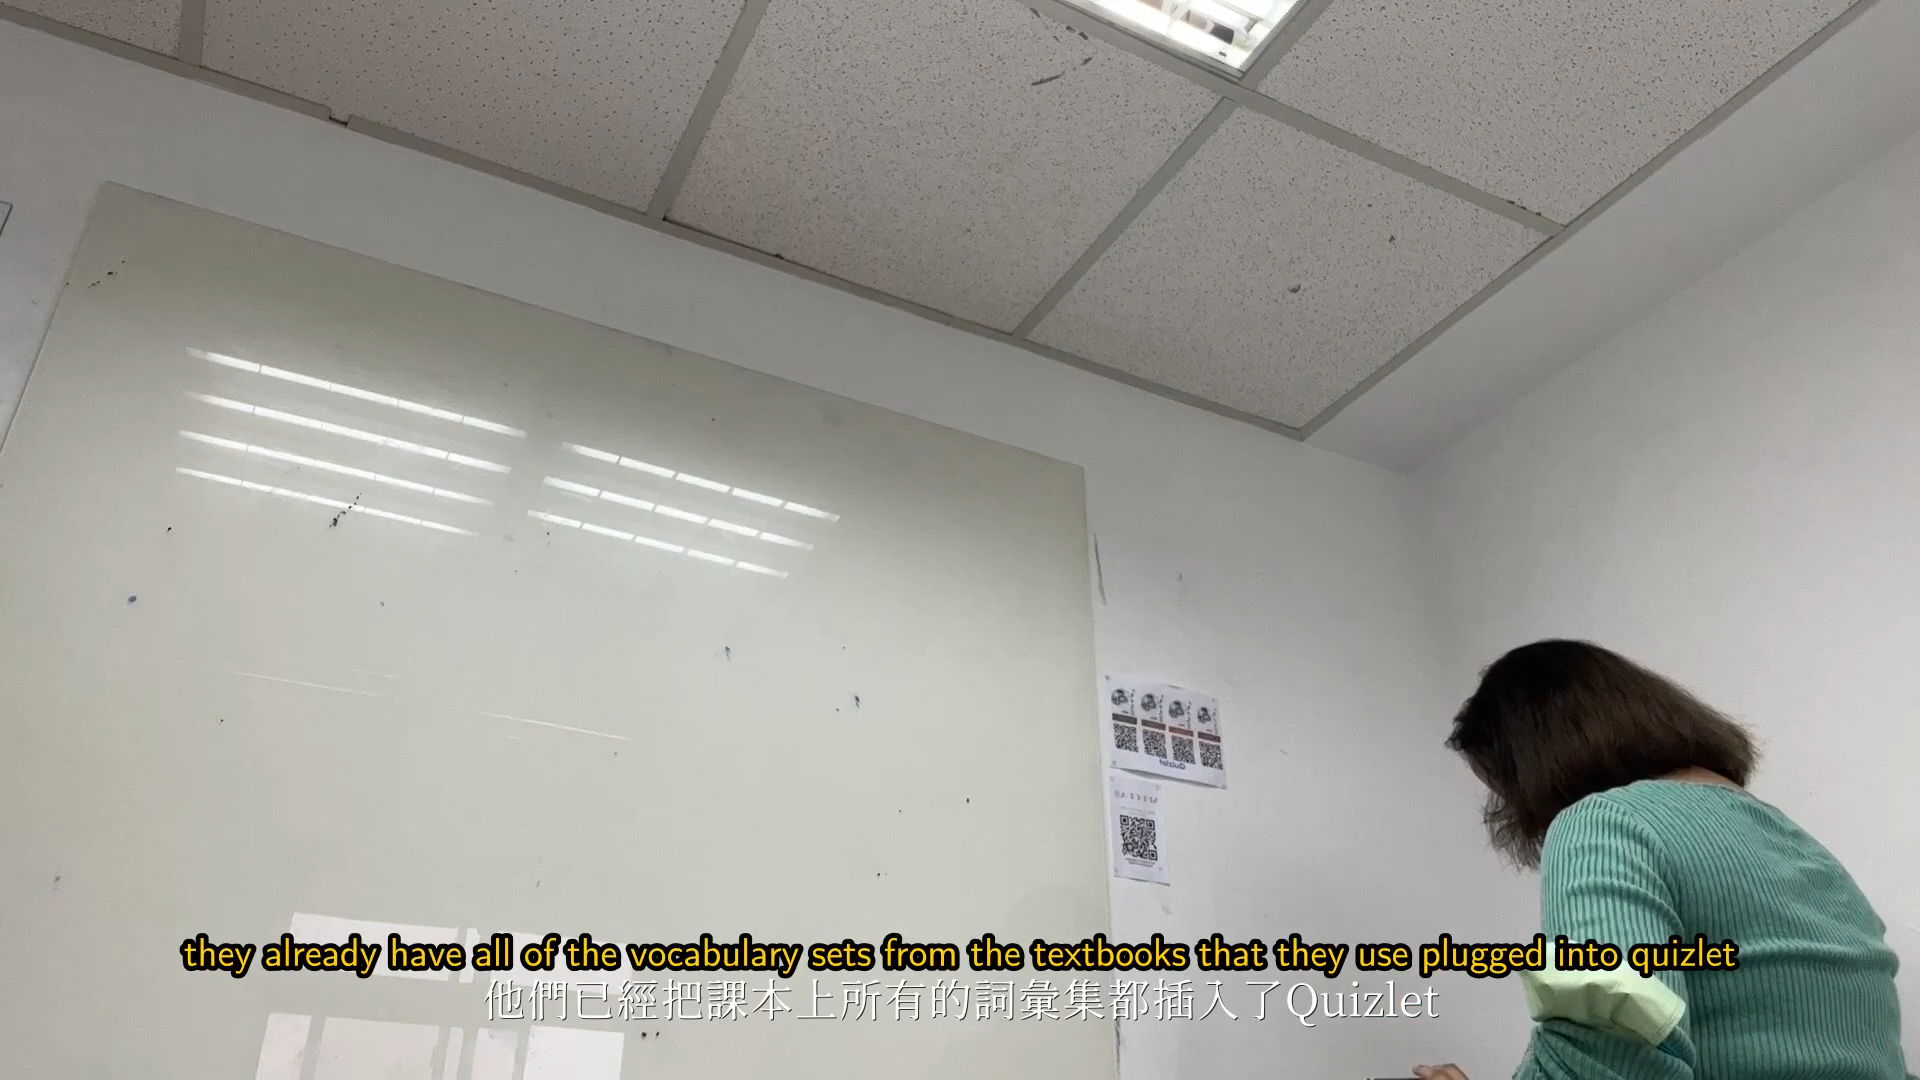 Quizlet
they already have all of the vocabulary sets from the textbooks that they use plugged into quizlet
他們已經把課本上所有的詞彙集都插入了Quizlet